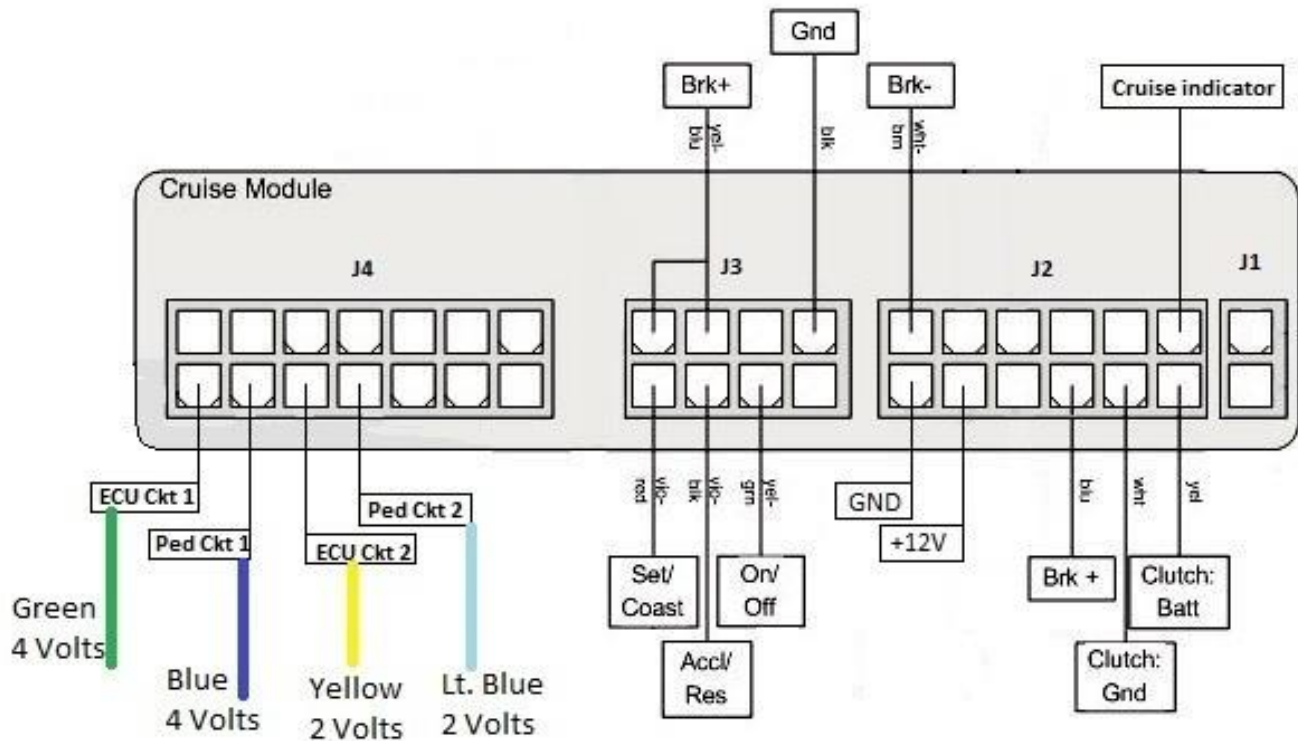 Gnd
Brk+
Brk-
Cruise indicator
yel-
blu
blk
wht-
brn
Cruise Module
J4
J3
J2
J1
ECU Ckt 1
Ped Ckt 2
Ped Ckt 1
ECU Ckt 2
vio-
red
vio-
blk
yel-
grn
GND
+12V
blu
wht
yel
Set/
Coast
On/
Off
Brk +
Clutch:
Batt
Accl/
Res
Clutch:
Gnd
Green
4 Volts
Blue
4 Volts
Yellow
2 Volts
Lt. Blue
2 Volts